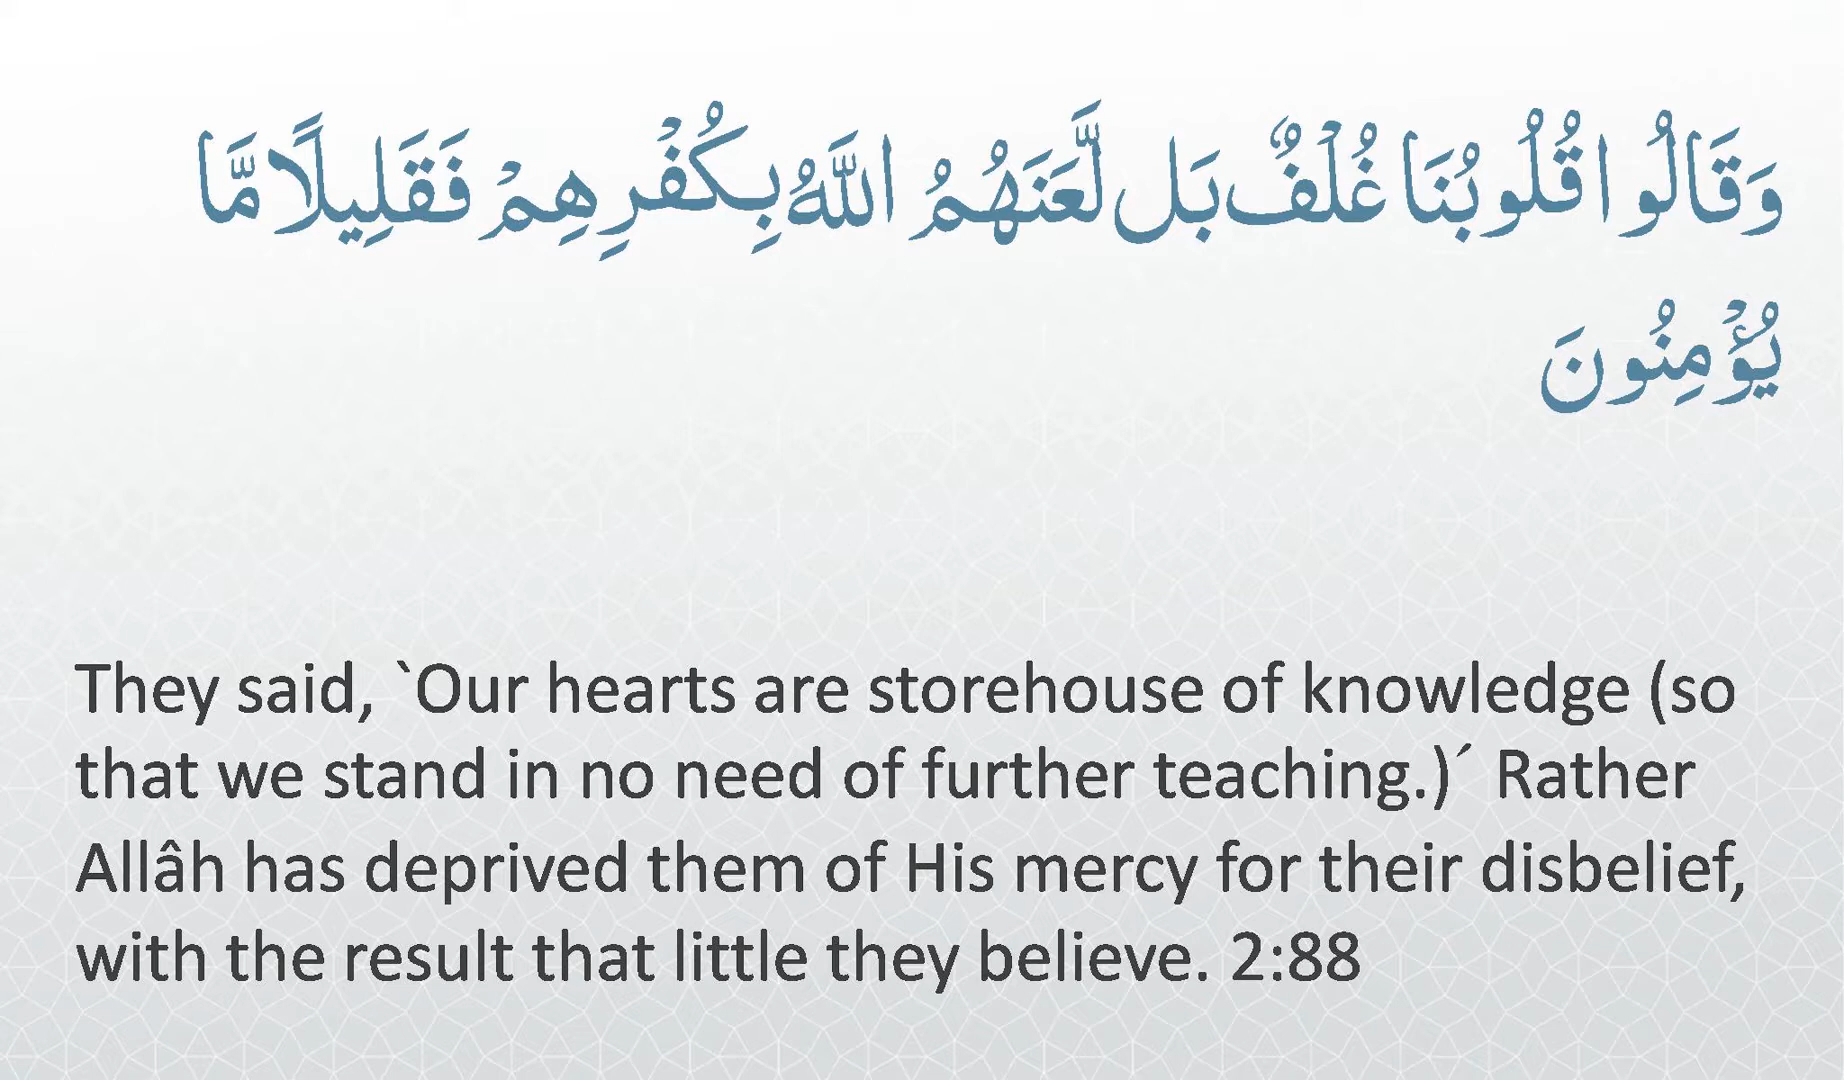 وَقَالُوا قُلُوبُنَا غُلْفٌ بَل لَّعَنَهُمُ اللَّهُ بِكُفْرِهِمْ فَقَلِيلًا مَّا
يُؤْمِنُونَ
They said, `Our hearts are storehouse of knowledge (so
that we stand in no need of further teaching.)´ Rather
Allâh has deprived them of His mercy for their disbelief,
with the result that little they believe. 2:88